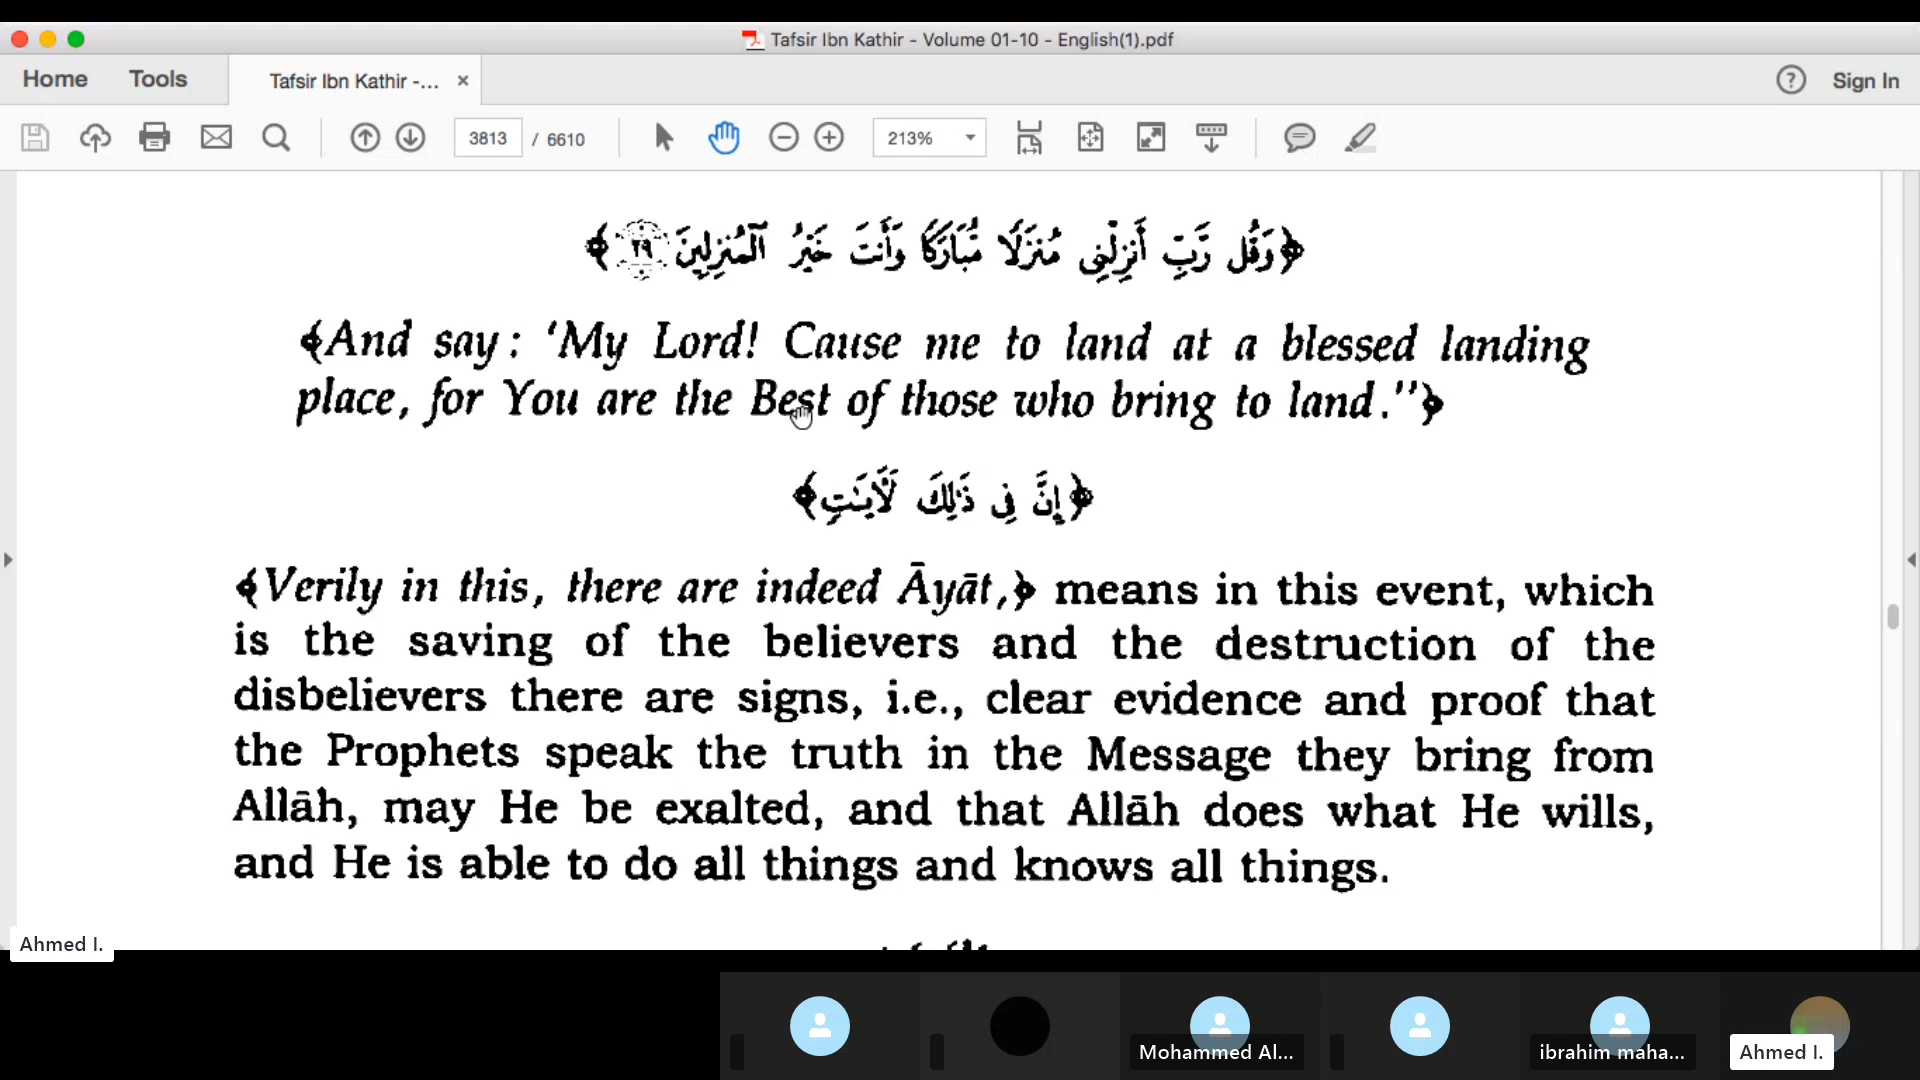 Tafsir Ibn Kathir - Volume 01-10 - English(1).pdf
Home Tools Tafsir Ibn Kathir -... × ? Sign In
3813 / 6610 213%
﴿وَقُل رَّبِّ أَنزِلْنِى مُنزَلًا مُّبَارَكًا وَأَنتَ خَيْرُ ٱلْمُنزِلِينَ ٢٩﴾
﴾And say: 'My Lord! Cause me to land at a blessed landing
place, for You are the Best of those who bring to land."﴿
﴿إِنَّ فِى ذَٰلِكَ لَـَٔايَـٰتٍ﴾
﴾Verily in this, there are indeed Āyāt,﴿ means in this event, which
is the saving of the believers and the destruction of the
disbelievers there are signs, i.e., clear evidence and proof that
the Prophets speak the truth in the Message they bring from
Allāh, may He be exalted, and that Allāh does what He wills,
and He is able to do all things and knows all things.
Ahmed I.
Mohammed Al... ibrahim maha... Ahmed I.